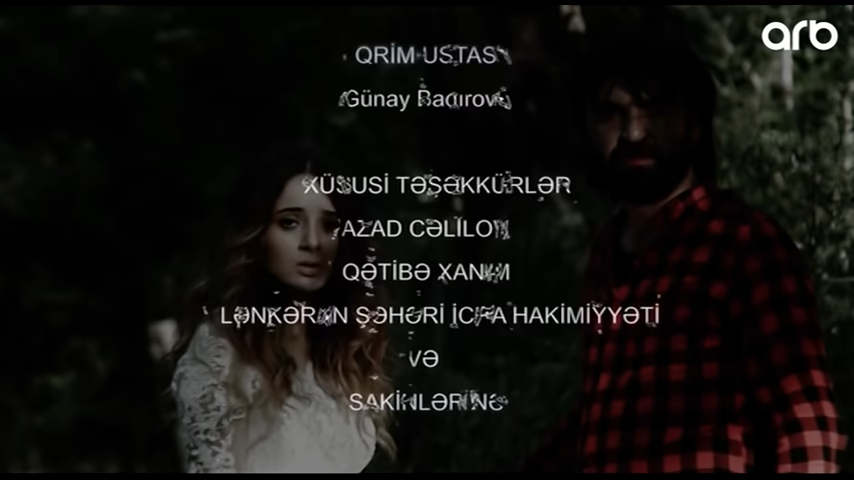 arb
QRİM USTASI
Günay Badırova
XÜSUSİ TƏŞƏKKÜRLƏR
AZAD CƏLİLOV
QƏTİBƏ XANIM
LƏNKƏRAN ŞƏHƏRİ İCRA HAKİMİYYƏTİ
VƏ
SAKİNLƏRİNƏ